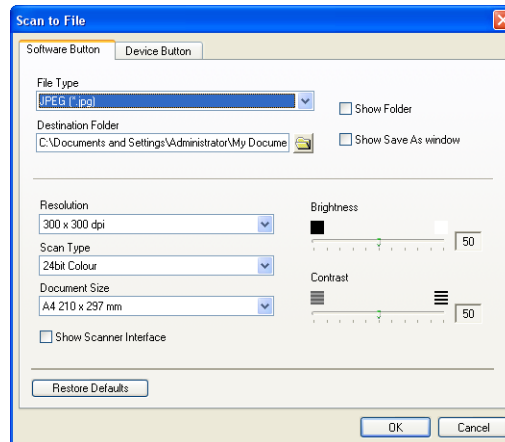 Scan to File
Software Button
Device Button
File Type
JPEG (*.jpg)
Show Folder
Destination Folder
C:\Documents and Settings\Administrator\My Docume
Show Save As window
Resolution
Brightness
300 x 300 dpi
50
Scan Type
24bit Colour
Contrast
Document Size
A4 210 x 297 mm
50
Show Scanner Interface
Restore Defaults
OK
Cancel